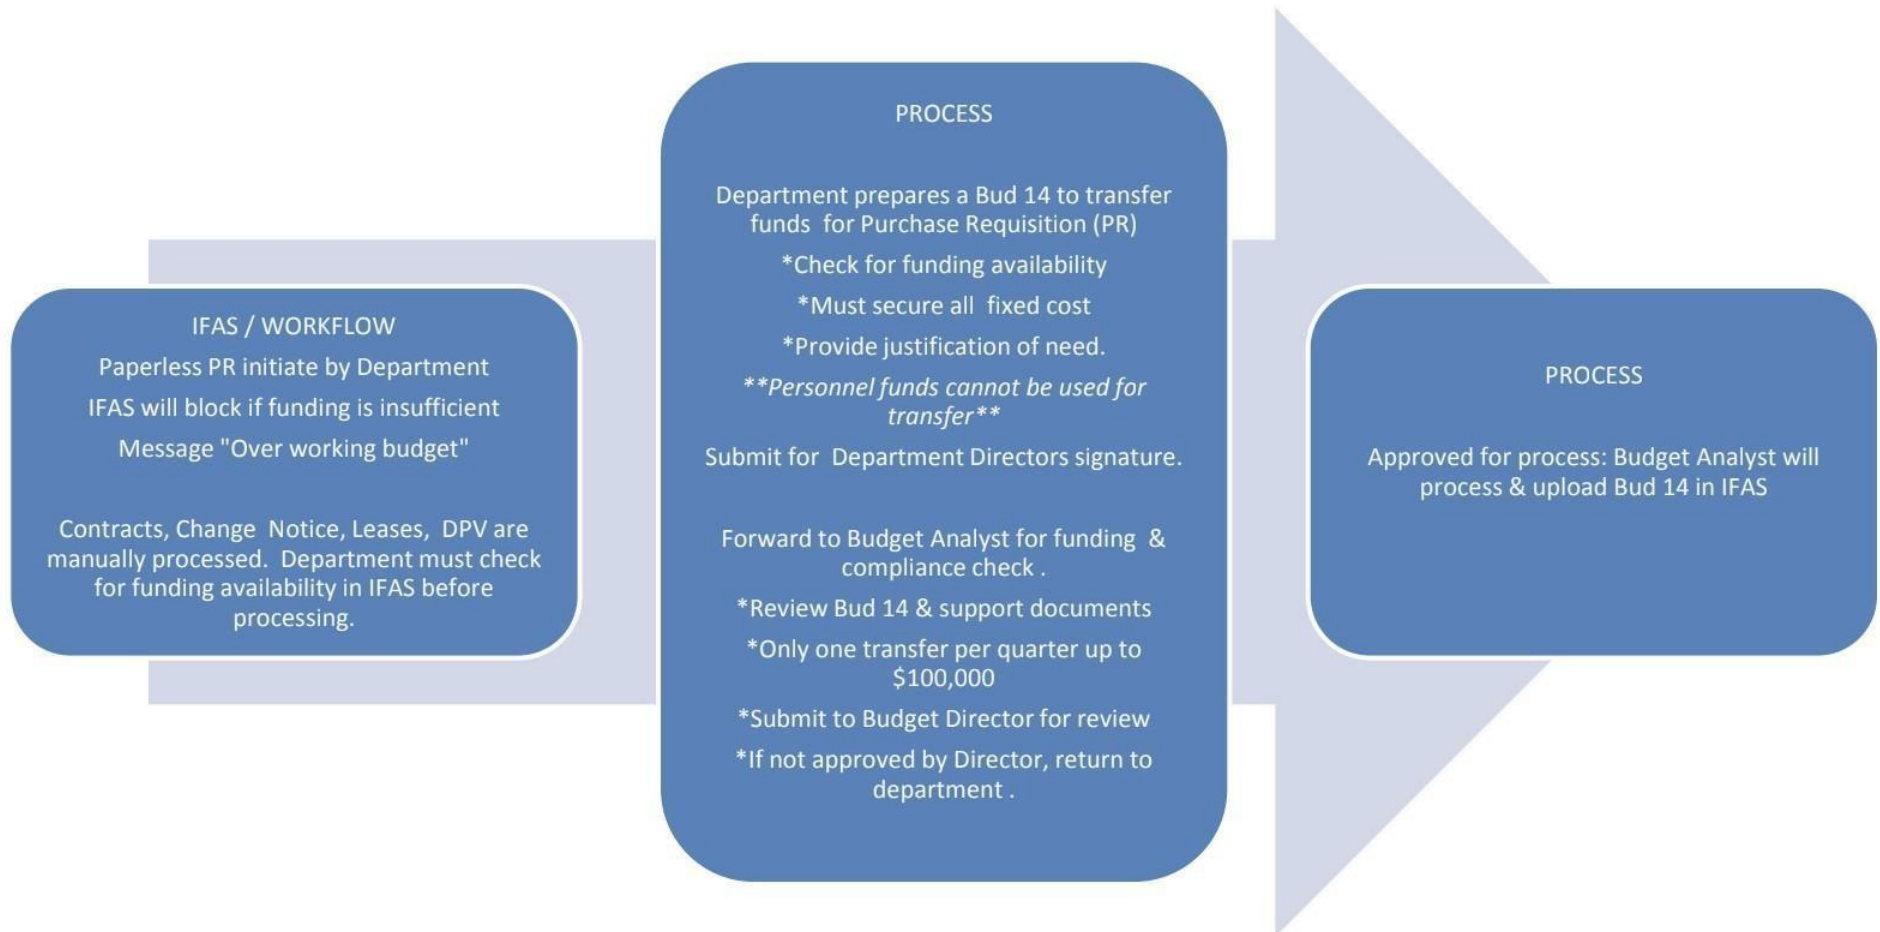 IFAS / WORKFLOW
Paperless PR initiate by Department
IFAS will block if funding is insufficient
Message "Over working budget"
Contracts, Change Notice, Leases, DPV are
manually processed. Department must check
for funding availability in IFAS before
processing.
PROCESS
Department prepares a Bud 14 to transfer
funds for Purchase Requisition (PR)
*Check for funding availability
*Must secure all fixed cost
*Provide justification of need.
**Personnel funds cannot be used for
transfer**
Submit for Department Directors signature.
Forward to Budget Analyst for funding &
compliance check .
*Review Bud 14 & support documents
*Only one transfer per quarter up to
$100,000
*Submit to Budget Director for review
*If not approved by Director, return to
department .
PROCESS
Approved for process: Budget Analyst will
process & upload Bud 14 in IFAS